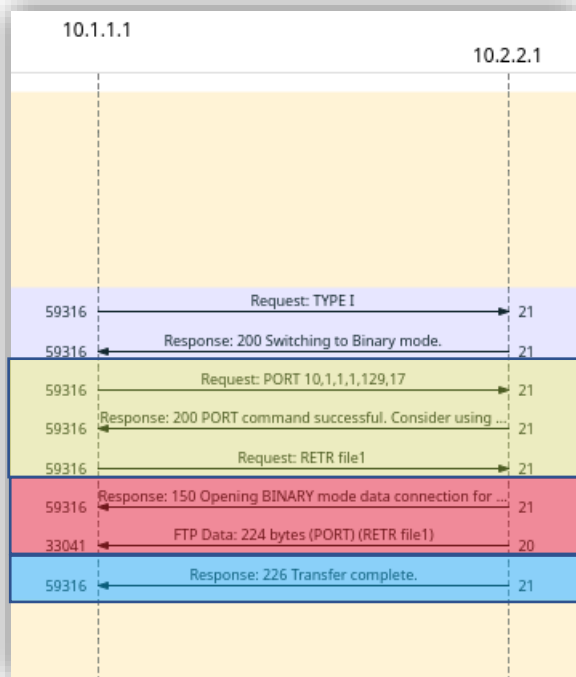 10.1.1.1
10.2.2.1
Request: TYPE I
59316 21
Response: 200 Switching to Binary mode.
59316 21
Request: PORT 10,1,1,1,129,17
59316 21
Response: 200 PORT command successful. Consider using ...
59316 21
Request: RETR file1
59316 21
Response: 150 Opening BINARY mode data connection for ...
59316 21
FTP Data: 224 bytes (PORT) (RETR file1)
33041 20
Response: 226 Transfer complete.
59316 21